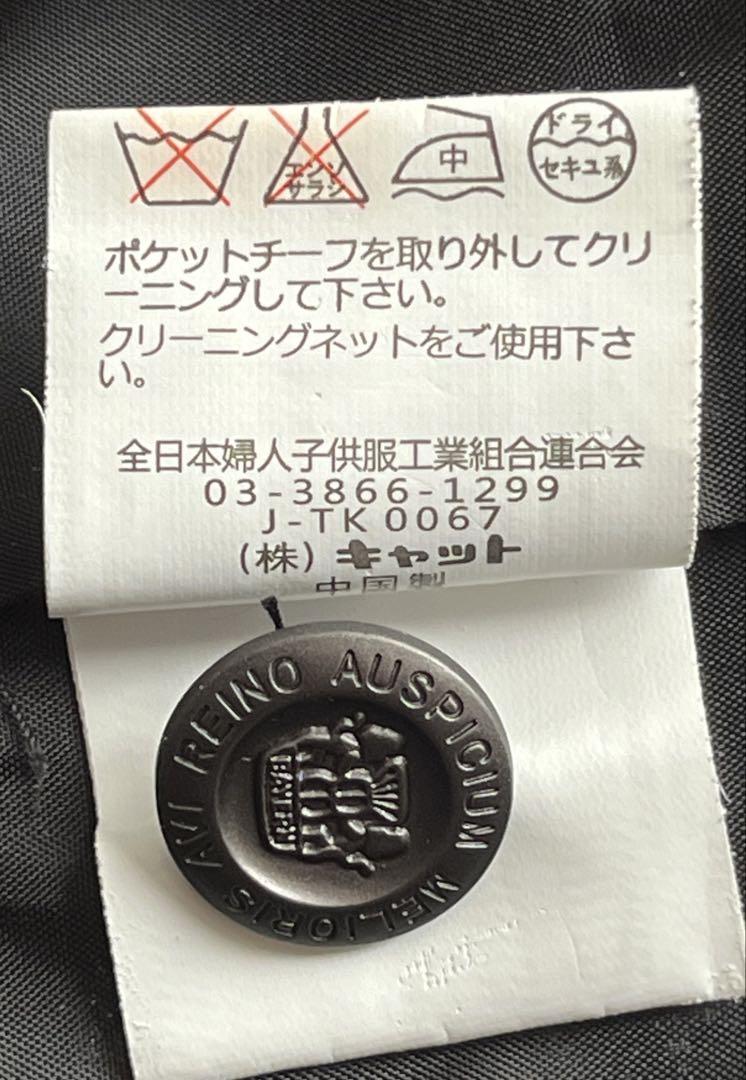 エンソ
サラシ
中
ドライ
セキユ系
ポケットチーフを取り外してクリ
ーニングして下さい。
クリーニングネットをご使用下さ
い。
全日本婦人子供服工業組合連合会
03-3866-1299
J-TK0067
(株)キャット
中国製
AVI REINO AUSPICIUM MELIORIS